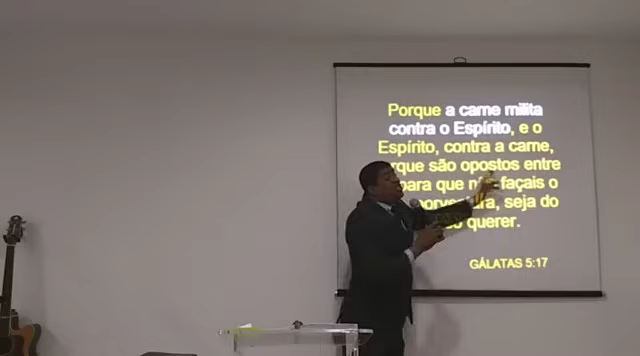 Porque a carne milita
contra o Espírito, e o
Espírito, contra a carne,
são opostos entre
para que façais o
seja do
querer.
GÁLATAS 5:17